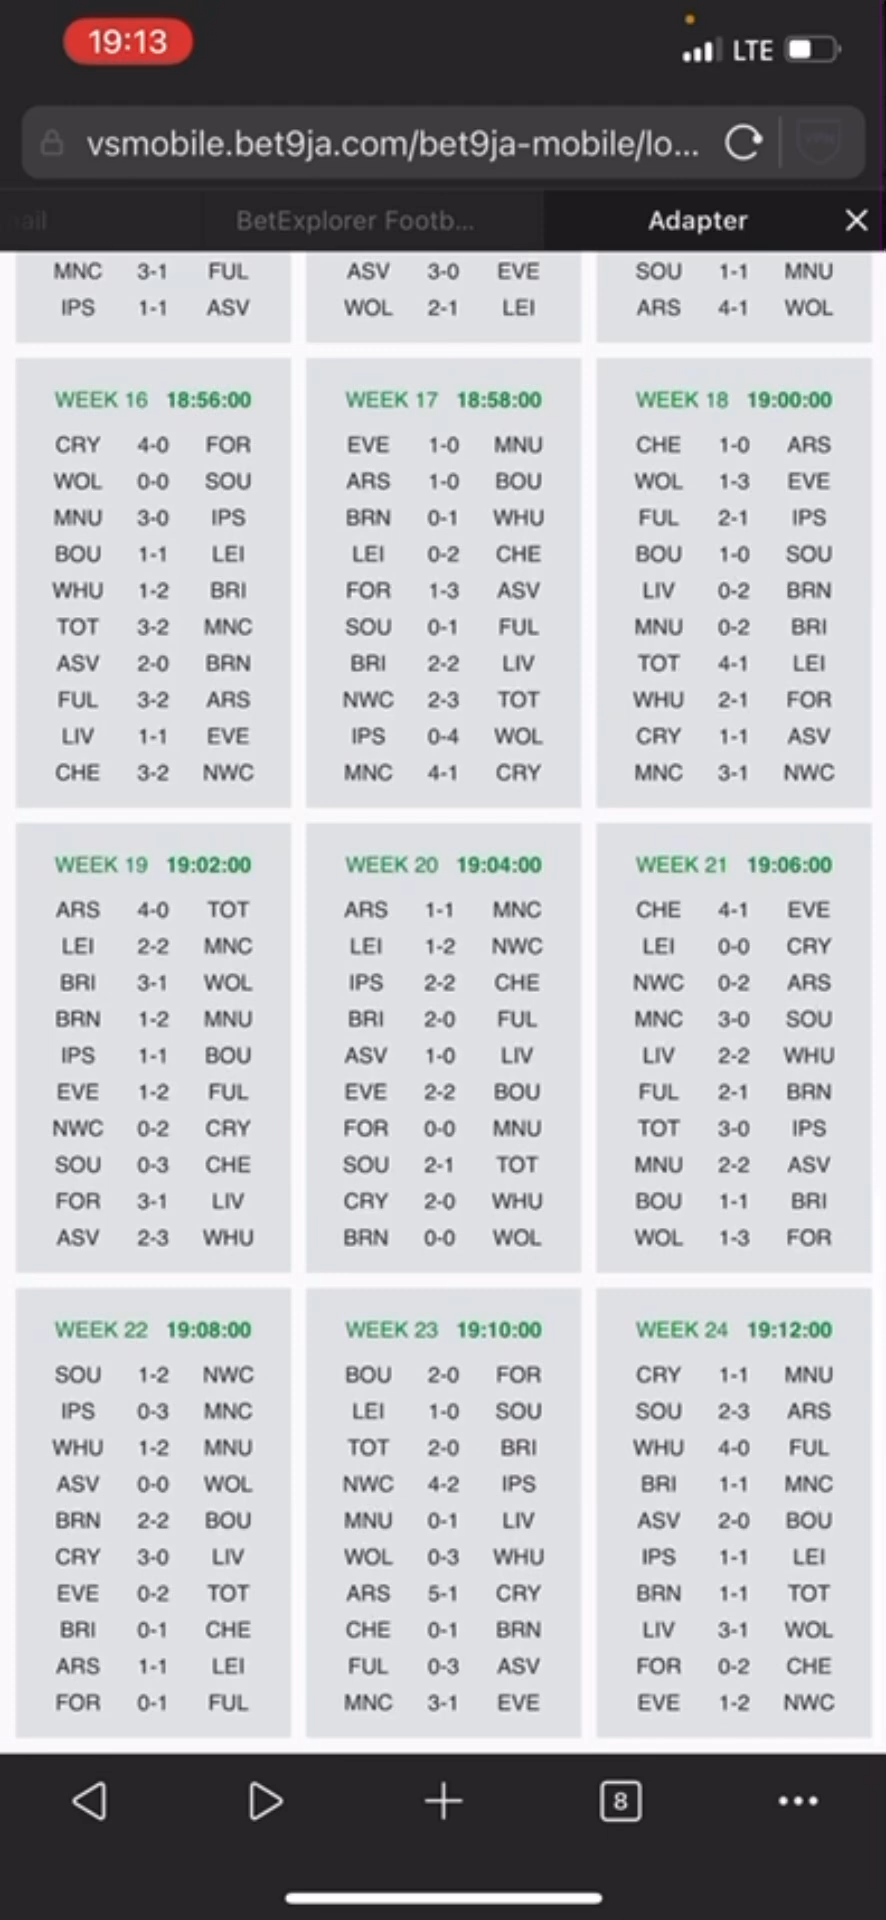 19:13
LTE
vsmobile.bet9ja.com/bet9ja-mobile/lo...
VPN
ail
BetExplorer Footb...
Adapter
MNC 3-1 FUL
IPS 1-1 ASV
ASV 3-0 EVE
WOL 2-1 LEI
SOU 1-1 MNU
ARS 4-1 WOL
WEEK 16 18:56:00
CRY 4-0 FOR
WOL 0-0 SOU
MNU 3-0 IPS
BOU 1-1 LEI
WHU 1-2 BRI
TOT 3-2 MNC
ASV 2-0 BRN
FUL 3-2 ARS
LIV 1-1 EVE
CHE 3-2 NWC
WEEK 17 18:58:00
EVE 1-0 MNU
ARS 1-0 BOU
BRN 0-1 WHU
LEI 0-2 CHE
FOR 1-3 ASV
SOU 0-1 FUL
BRI 2-2 LIV
NWC 2-3 TOT
IPS 0-4 WOL
MNC 4-1 CRY
WEEK 18 19:00:00
CHE 1-0 ARS
WOL 1-3 EVE
FUL 2-1 IPS
BOU 1-0 SOU
LIV 0-2 BRN
MNU 0-2 BRI
TOT 4-1 LEI
WHU 2-1 FOR
CRY 1-1 ASV
MNC 3-1 NWC
WEEK 19 19:02:00
ARS 4-0 TOT
LEI 2-2 MNC
BRI 3-1 WOL
BRN 1-2 MNU
IPS 1-1 BOU
EVE 1-2 FUL
NWC 0-2 CRY
SOU 0-3 CHE
FOR 3-1 LIV
ASV 2-3 WHU
WEEK 20 19:04:00
ARS 1-1 MNC
LEI 1-2 NWC
IPS 2-2 CHE
BRI 2-0 FUL
ASV 1-0 LIV
EVE 2-2 BOU
FOR 0-0 MNU
SOU 2-1 TOT
CRY 2-0 WHU
BRN 0-0 WOL
WEEK 21 19:06:00
CHE 4-1 EVE
LEI 0-0 CRY
NWC 0-2 ARS
MNC 3-0 SOU
LIV 2-2 WHU
FUL 2-1 BRN
TOT 3-0 IPS
MNU 2-2 ASV
BOU 1-1 BRI
WOL 1-3 FOR
WEEK 22 19:08:00
SOU 1-2 NWC
IPS 0-3 MNC
WHU 1-2 MNU
ASV 0-0 WOL
BRN 2-2 BOU
CRY 3-0 LIV
EVE 0-2 TOT
BRI 0-1 CHE
ARS 1-1 LEI
FOR 0-1 FUL
WEEK 23 19:10:00
BOU 2-0 FOR
LEI 1-0 SOU
TOT 2-0 BRI
NWC 4-2 IPS
MNU 0-1 LIV
WOL 0-3 WHU
ARS 5-1 CRY
CHE 0-1 BRN
FUL 0-3 ASV
MNC 3-1 EVE
WEEK 24 19:12:00
CRY 1-1 MNU
SOU 2-3 ARS
WHU 4-0 FUL
BRI 1-1 MNC
ASV 2-0 BOU
IPS 1-1 LEI
BRN 1-1 TOT
LIV 3-1 WOL
FOR 0-2 CHE
EVE 1-2 NWC
8